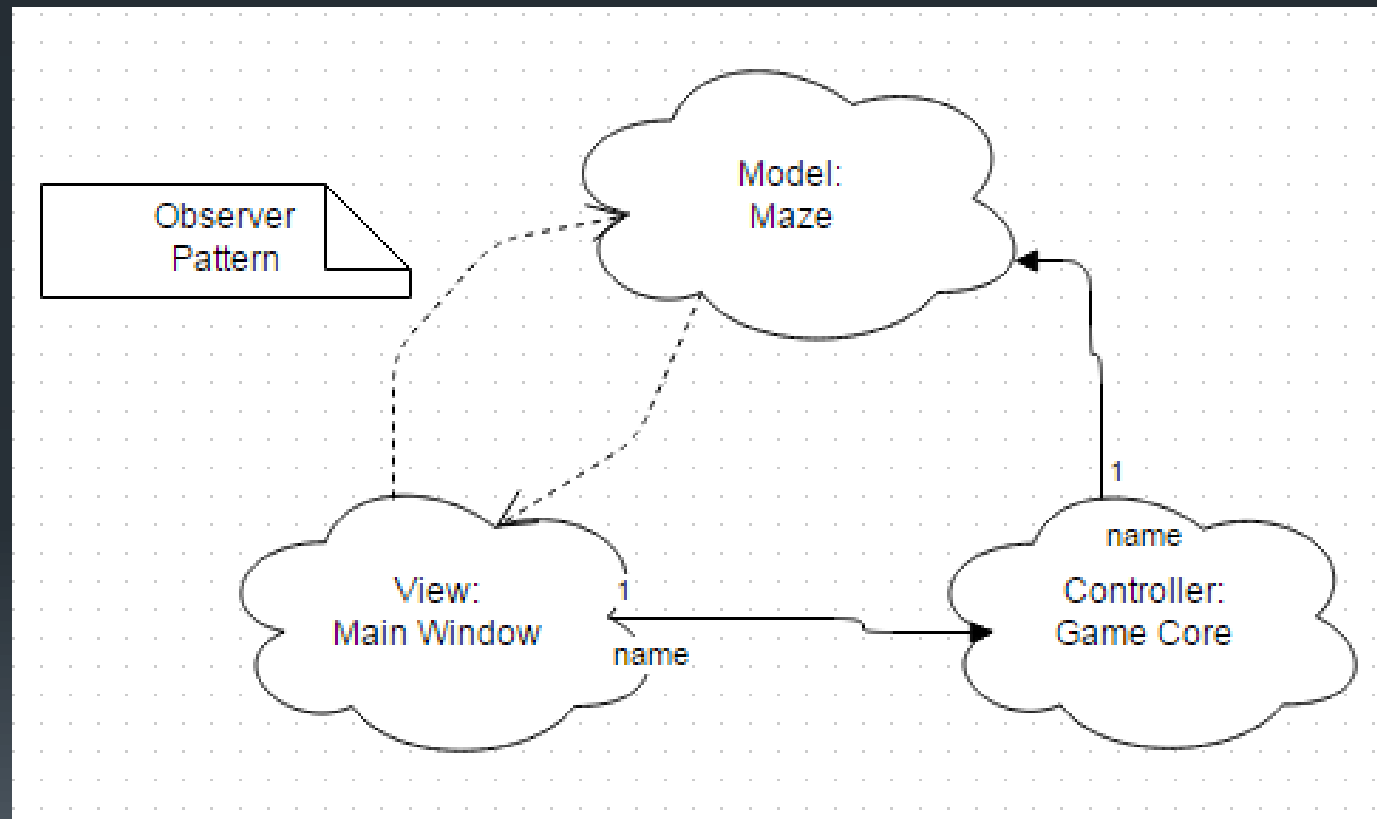 Observer
Pattern
Model:
Maze
1
name
Controller:
Game Core
View:
Main Window
1
name